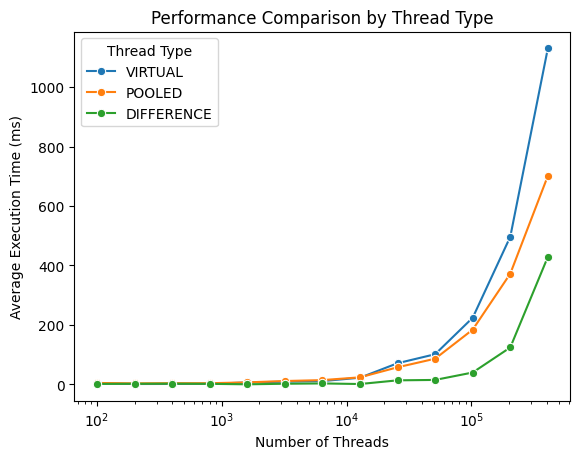 Performance Comparison by Thread Type
Thread Type
VIRTUAL
POOLED
DIFFERENCE
Average Execution Time (ms)
1000
800
600
400
200
0
10²
10³
10⁴
10⁵
Number of Threads